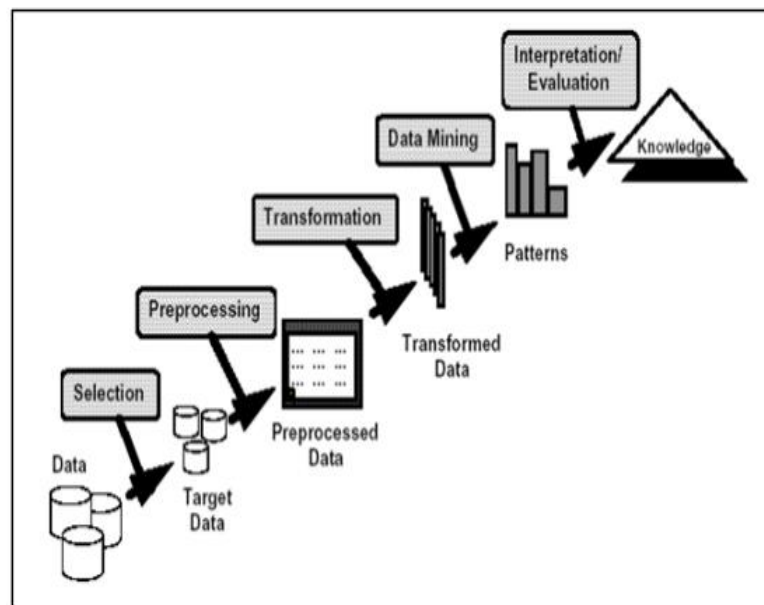 Interpretation/
Evaluation
Data Mining
Knowledge
Transformation
Patterns
Preprocessing
Transformed
Data
Selection
Preprocessed
Data
Data
Target
Data